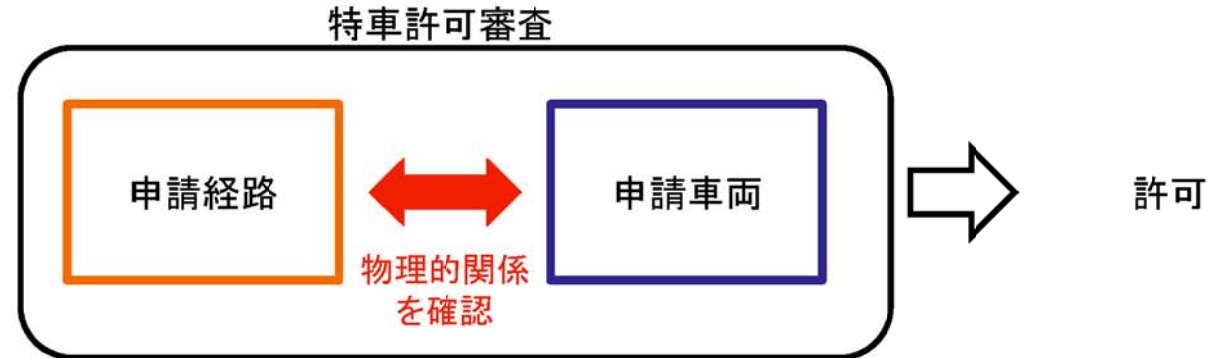 特車許可審査
申請経路
申請車両
許可
物理的関係
を確認